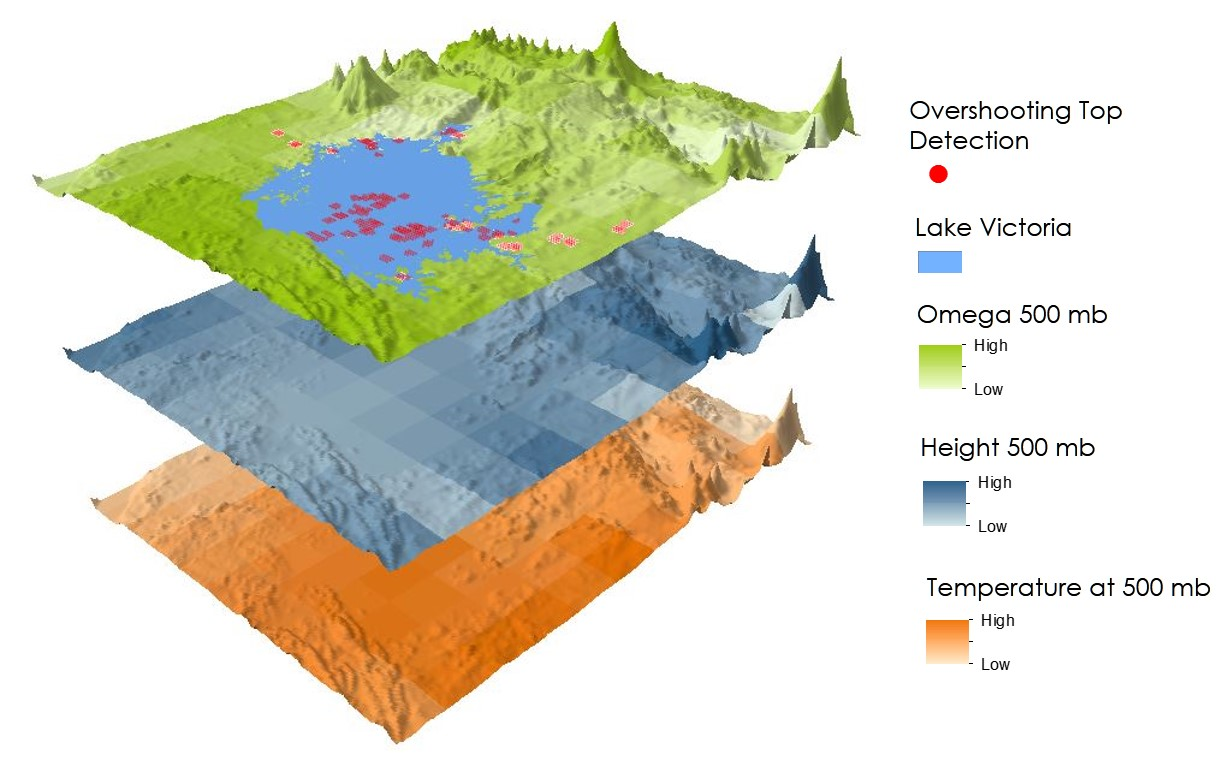 Overshooting Top
Detection
Lake Victoria
Omega 500 mb
High
Low
Height 500 mb
High
Low
Temperature at 500 mb
High
Low